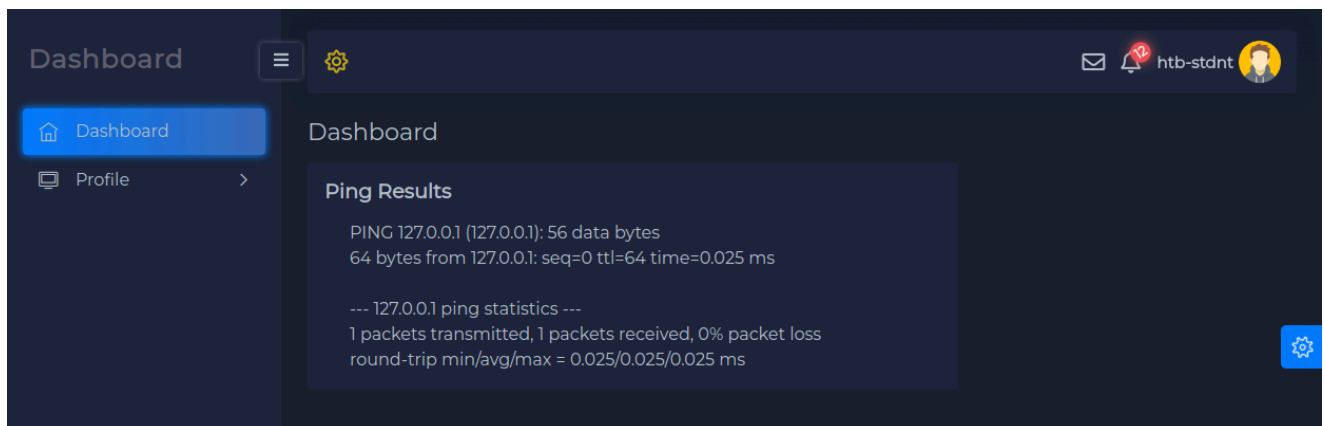 Dashboard
12
htb-stdnt
Dashboard
Profile
Dashboard
Ping Results
PING 127.0.0.1 (127.0.0.1): 56 data bytes
64 bytes from 127.0.0.1: seq=0 ttl=64 time=0.025 ms
--- 127.0.0.1 ping statistics ---
1 packets transmitted, 1 packets received, 0% packet loss
round-trip min/avg/max = 0.025/0.025/0.025 ms